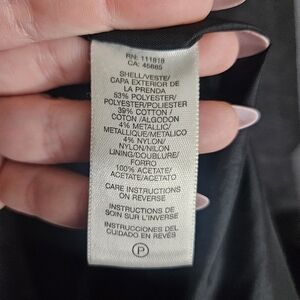 RN: 111818
CA: 45665
SHELL/VESTE/
CAPA EXTERIOR DE
LA PRENDA
53% POLYESTER/
POLYESTER/POLIESTER
39% COTTON /
COTON /ALGODON
4% METALLIC/
METALLIQUE/METALICO
4% NYLON/
NYLON/NILON
LINING/DOUBLURE/
FORRO
100% ACETATE/
ACETATE/ACETATO
CARE INSTRUCTIONS
ON REVERSE
INSTRUCTIONS DE
SOIN SUR L'INVERSE
INSTRUCCIONES DEL
CUIDADO EN REVES
P